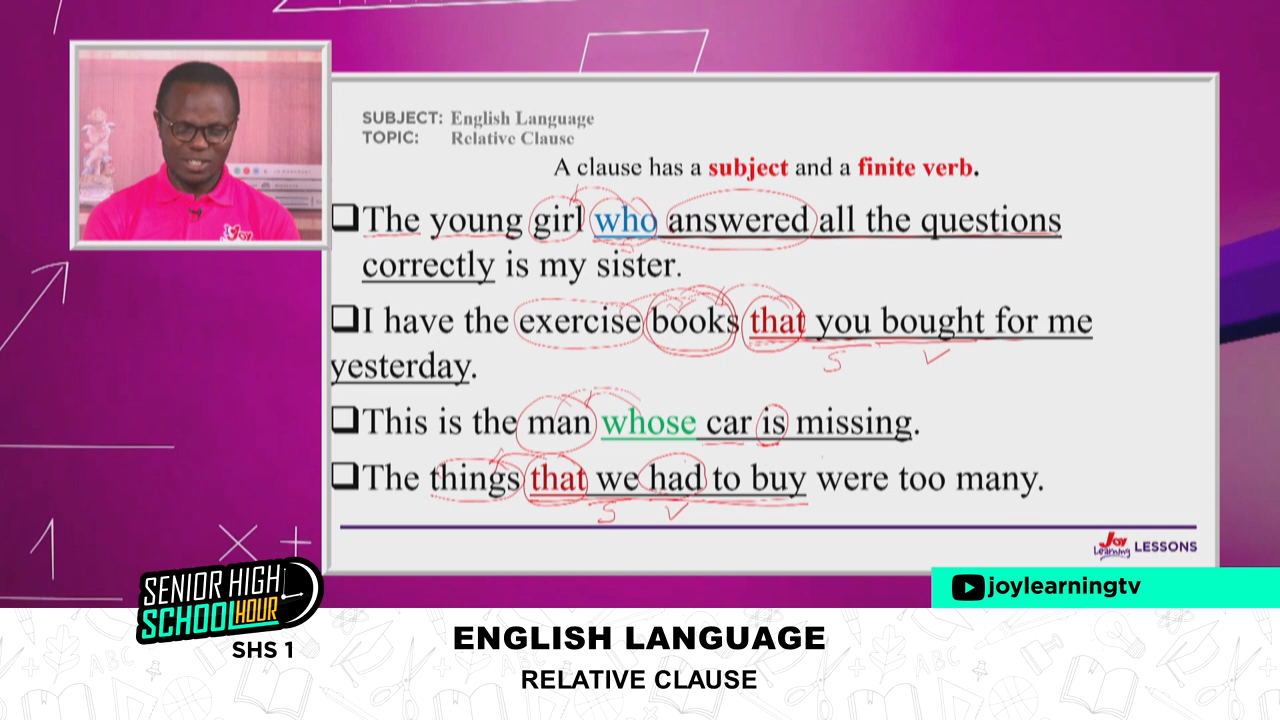 SUBJECT: English Language
TOPIC: Relative Clause
A clause has a subject and a finite verb.
The young girl who answered all the questions
correctly is my sister.
I have the exercise books that you bought for me
yesterday.
S V
This is the man whose car is missing.
The things that we had to buy were too many.
S V
Joy Learning LESSONS
joylearningtv
SENIOR HIGH
SCHOOL HOUR
SHS 1
ENGLISH LANGUAGE
RELATIVE CLAUSE